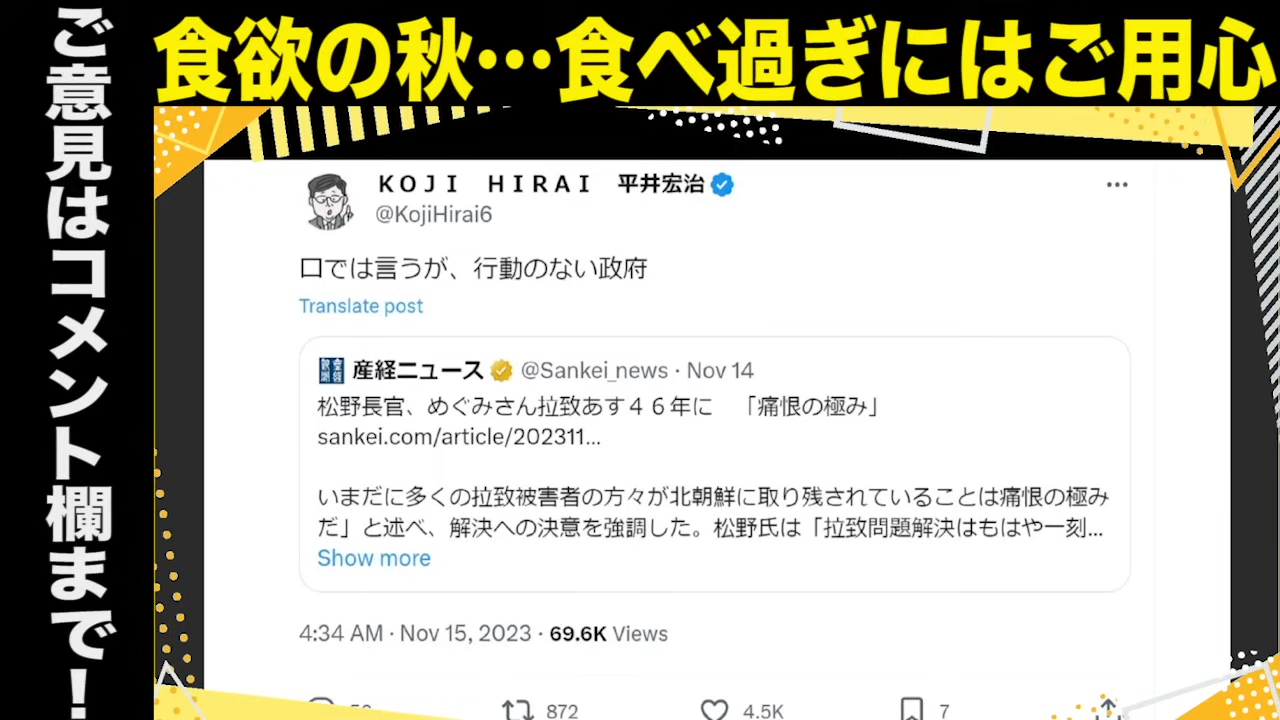 食欲の秋…食べ過ぎにはご用心
ご意見はコメント欄まで！
ＫＯＪＩ　ＨＩＲＡＩ　平井宏治
@KojiHirai6
口では言うが、行動のない政府
Translate post
産経ニュース @Sankei_news · Nov 14
松野長官、めぐみさん拉致あす４６年に　「痛恨の極み」
sankei.com/article/202311...
いまだに多くの拉致被害者の方々が北朝鮮に取り残されていることは痛恨の極み
だ」と述べ、解決への決意を強調した。松野氏は「拉致問題解決はもはや一刻...
Show more
4:34 AM · Nov 15, 2023 · 69.6K Views
872 4.5K 7